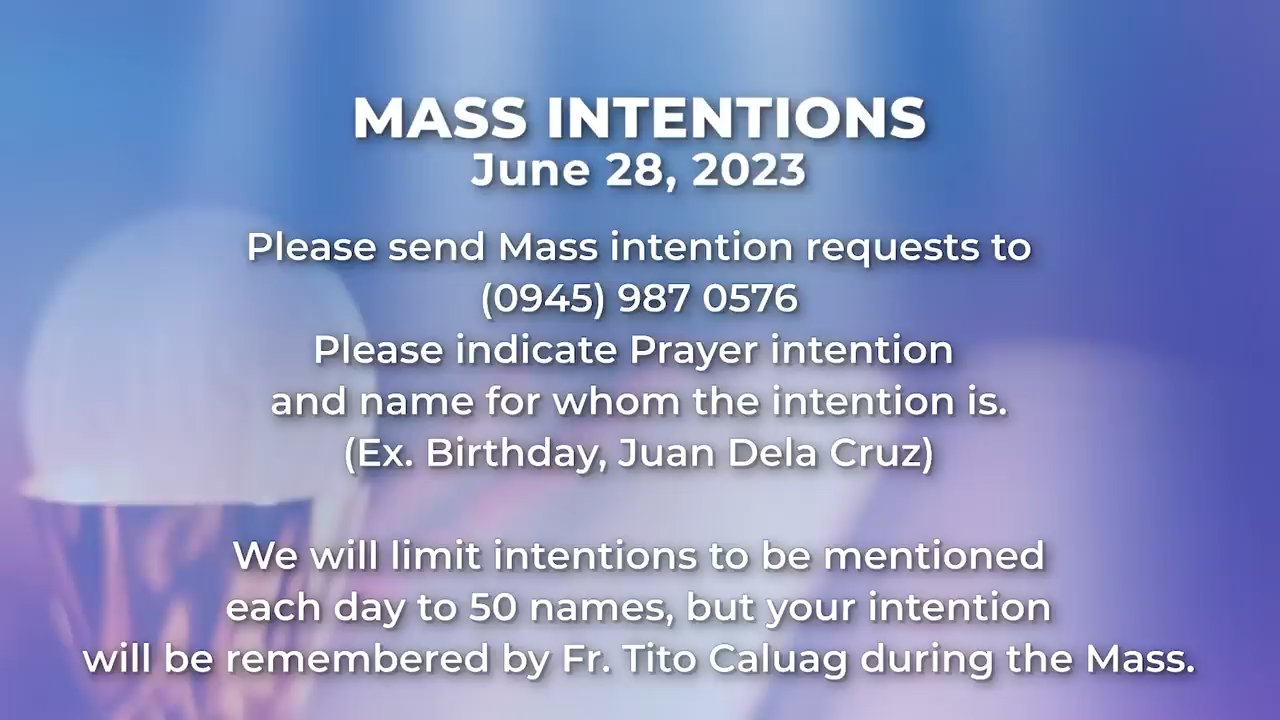 MASS INTENTIONS
June 28, 2023
Please send Mass intention requests to
(0945) 987 0576
Please indicate Prayer intention
and name for whom the intention is.
(Ex. Birthday, Juan Dela Cruz)
We will limit intentions to be mentioned
each day to 50 names, but your intention
will be remembered by Fr. Tito Caluag during the Mass.